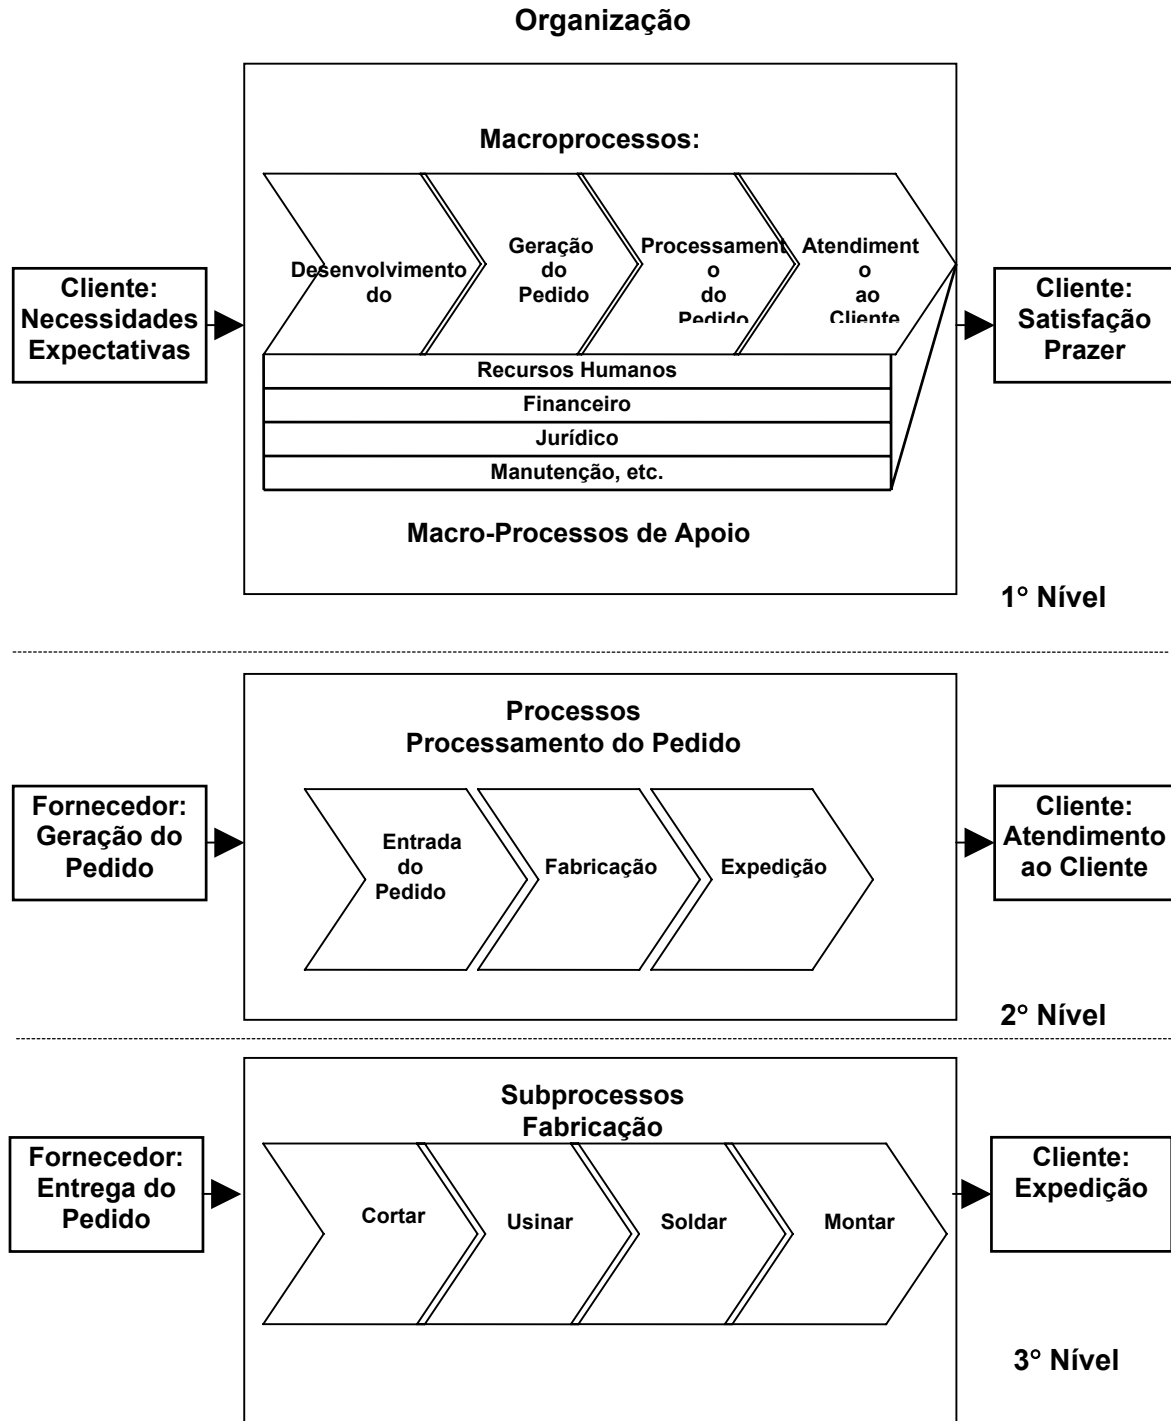 Organização
Macroprocessos:
Desenvolvimento
do
Geração
do
Pedido
Processament
o
do
Pedido
Atendiment
o
ao
Cliente
Cliente:
Necessidades
Expectativas
Cliente:
Satisfação
Prazer
Recursos Humanos
Financeiro
Jurídico
Manutenção, etc.
Macro-Processos de Apoio
1° Nível
Processos
Processamento do Pedido
Fornecedor:
Geração do
Pedido
Entrada
do
Pedido
Fabricação
Expedição
Cliente:
Atendimento
ao Cliente
2° Nível
Subprocessos
Fabricação
Fornecedor:
Entrega do
Pedido
Cortar
Usinar
Soldar
Montar
Cliente:
Expedição
3° Nível